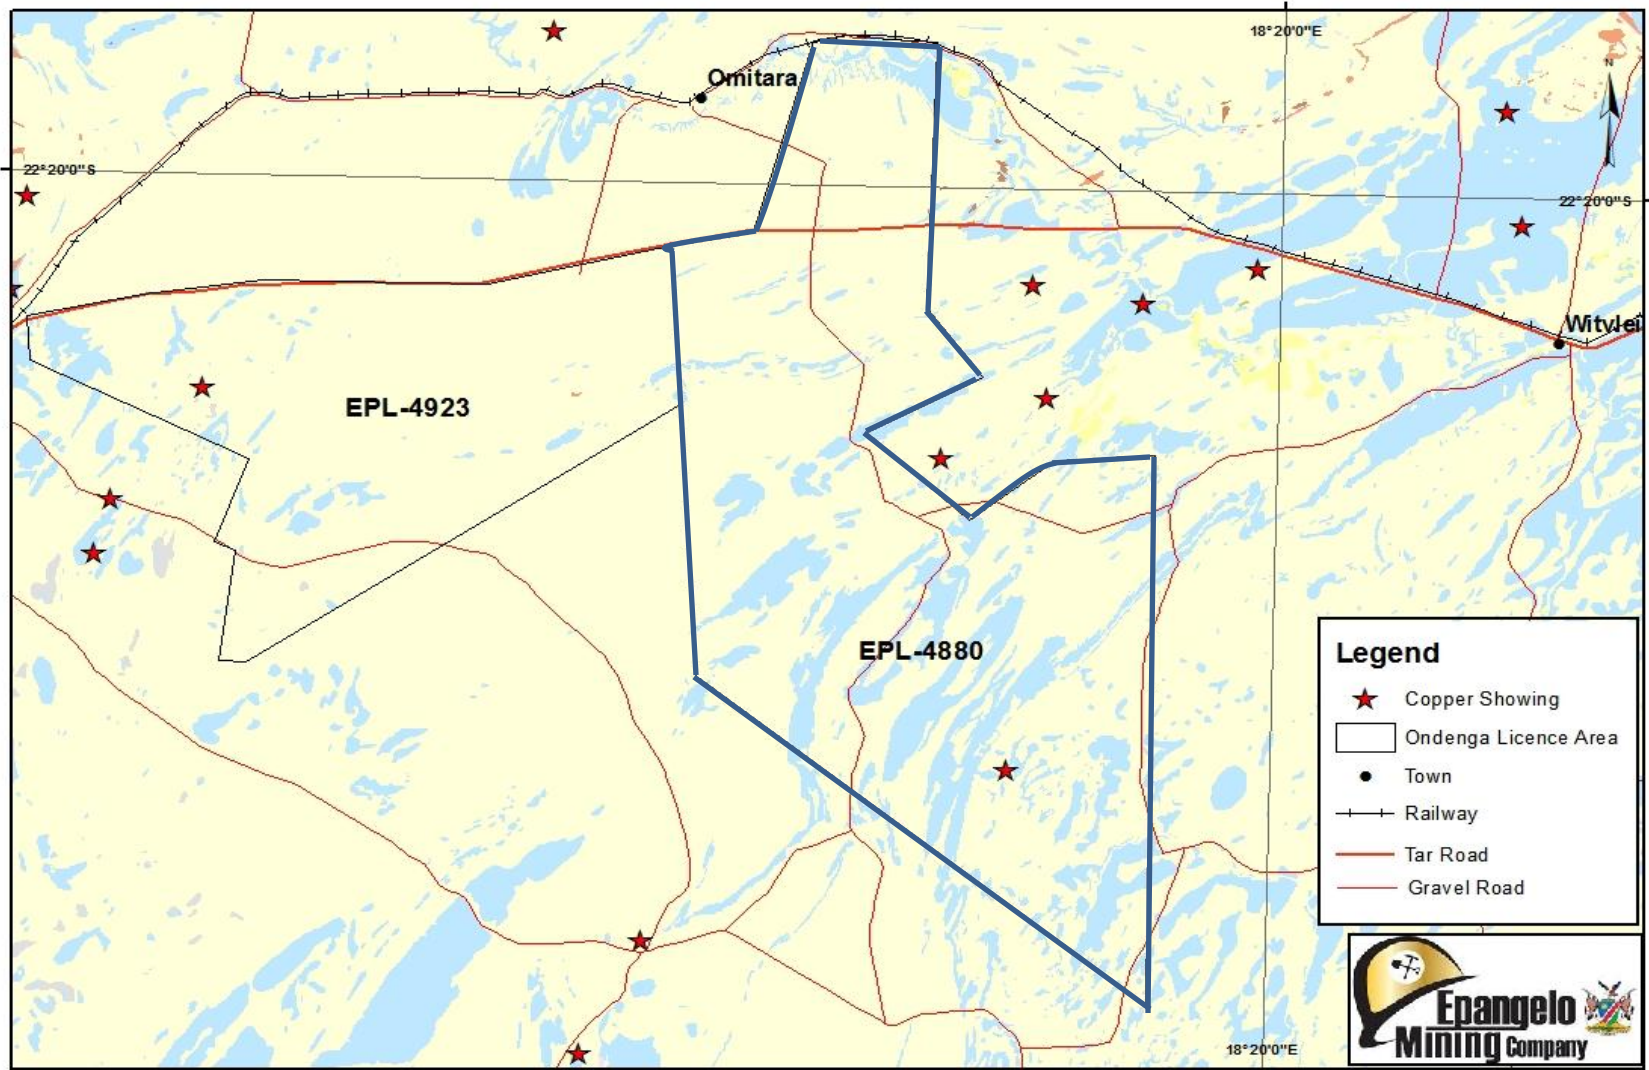 18°20'0"E
N
Omitara
22°20'0"S
22°20'0"S
Witvlei
EPL-4923
EPL-4880
Legend
Copper Showing
Ondenga Licence Area
Town
Railway
Tar Road
Gravel Road
18°20'0"E
Epangelo
Mining Company